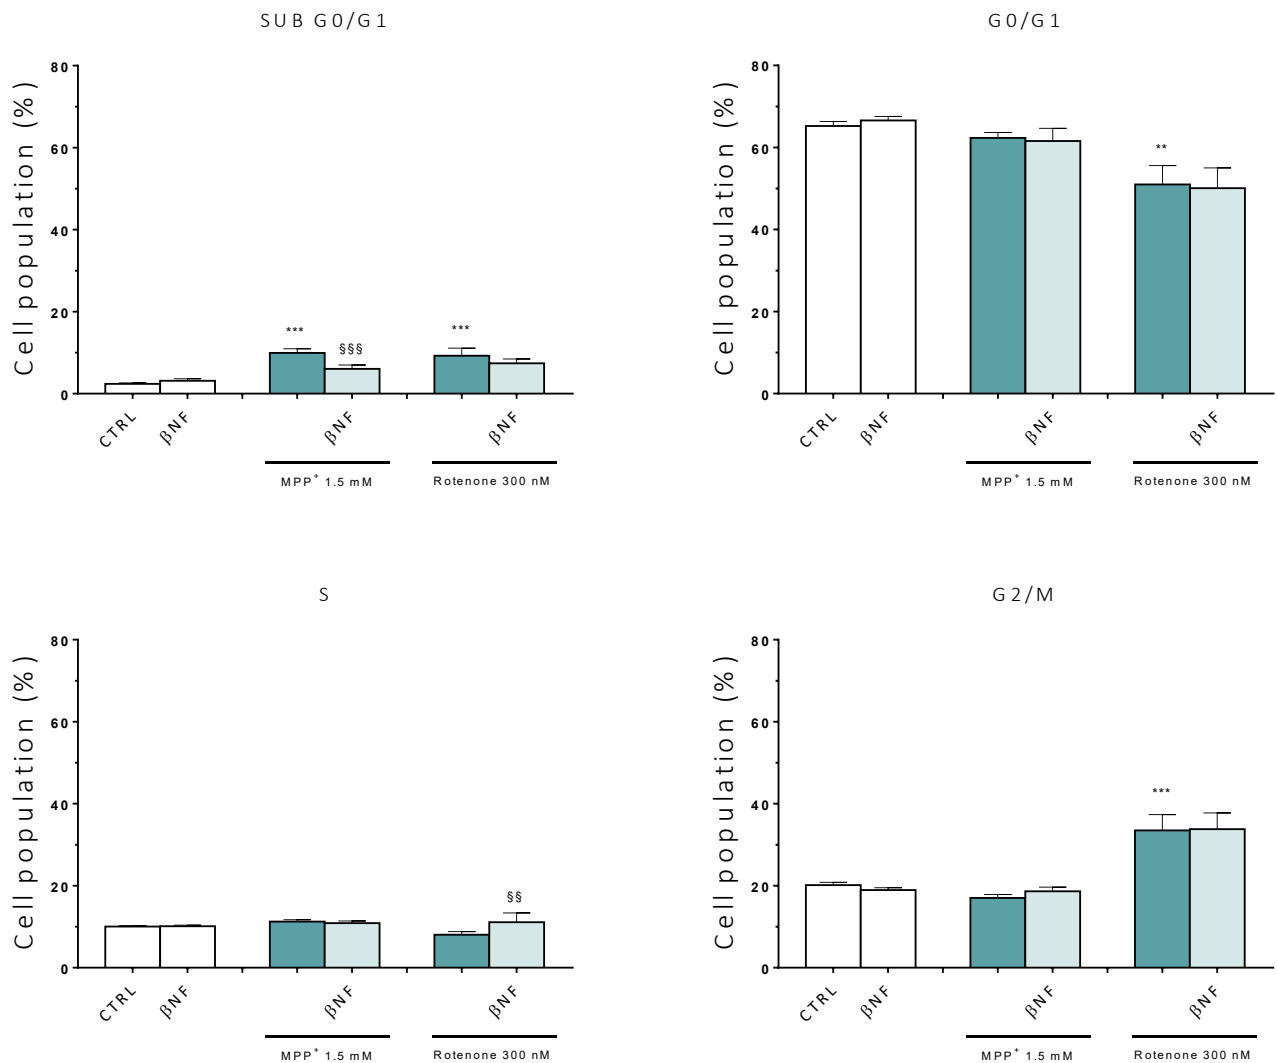 SUB G0/G1
Cell population (%)
80
60
40
20
0
***
§§§
***
CTRL
βNF
βNF
βNF
MPP⁺ 1.5 mM
Rotenone 300 nM
G0/G1
Cell population (%)
80
60
40
20
0
**
CTRL
βNF
βNF
βNF
MPP⁺ 1.5 mM
Rotenone 300 nM
S
Cell population (%)
80
60
40
20
0
§§
CTRL
βNF
βNF
βNF
MPP⁺ 1.5 mM
Rotenone 300 nM
G2/M
Cell population (%)
80
60
40
20
0
***
CTRL
βNF
βNF
βNF
MPP⁺ 1.5 mM
Rotenone 300 nM